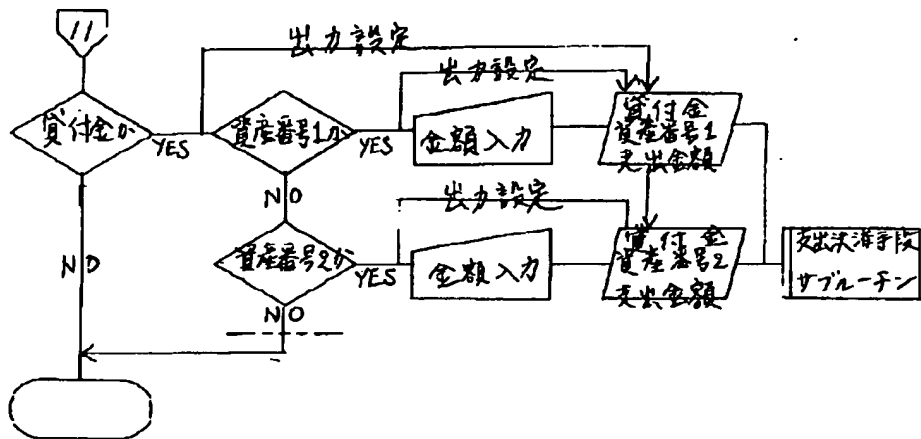 11
出力設定
出力設定
貸付金か
YES
資産番号1か
YES
金額入力
貸付金
資産番号1
支出金額
NO
NO
出力設定
資産番号2か
YES
金額入力
貸付金
資産番号2
支出金額
支出決済手段
サブルーチン
NO